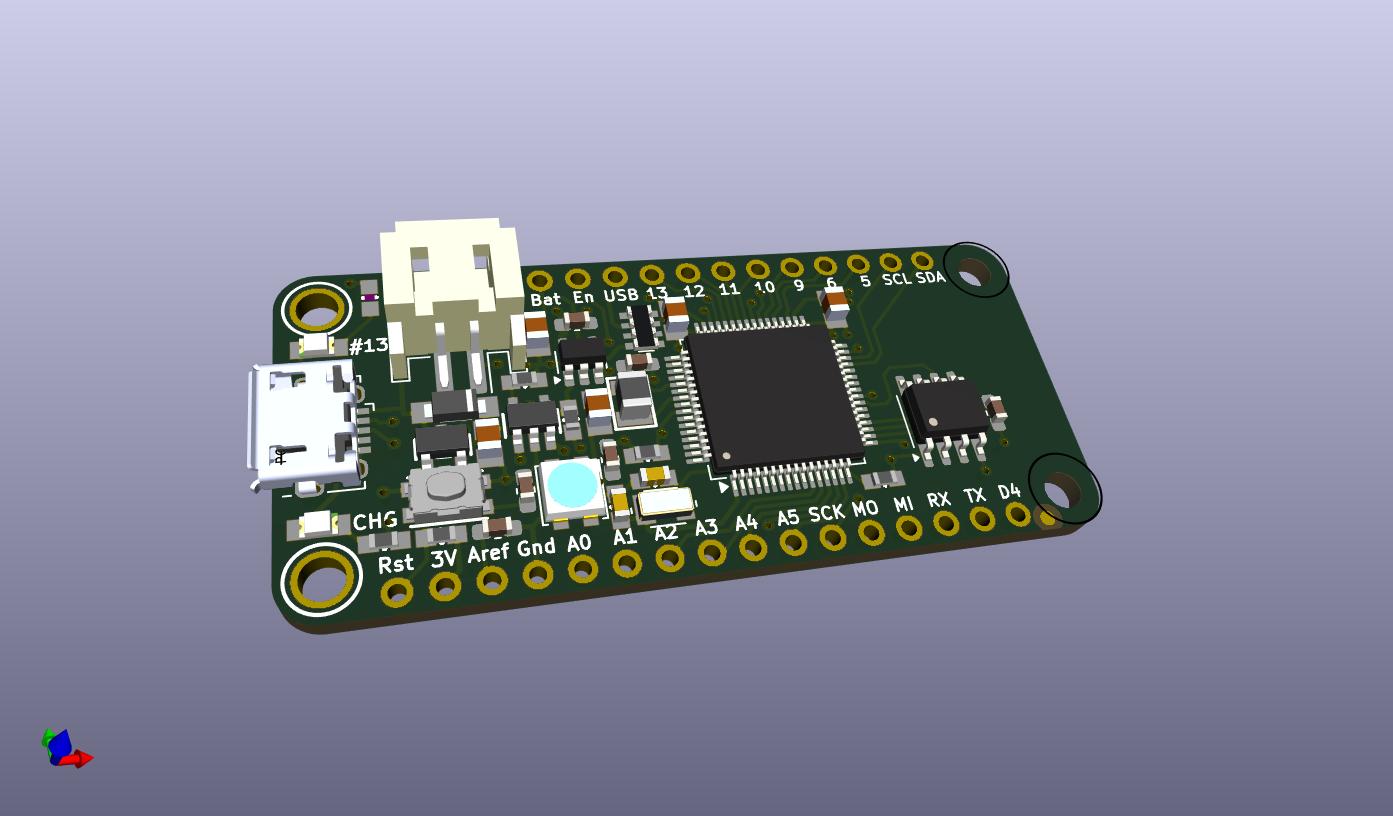 Bat En USB 13 12 11 10 9 6 5 SCL SDA
#13
CHG
Rst 3V Aref Gnd A0 A1 A2 A3 A4 A5 SCK MO MI RX TX D4